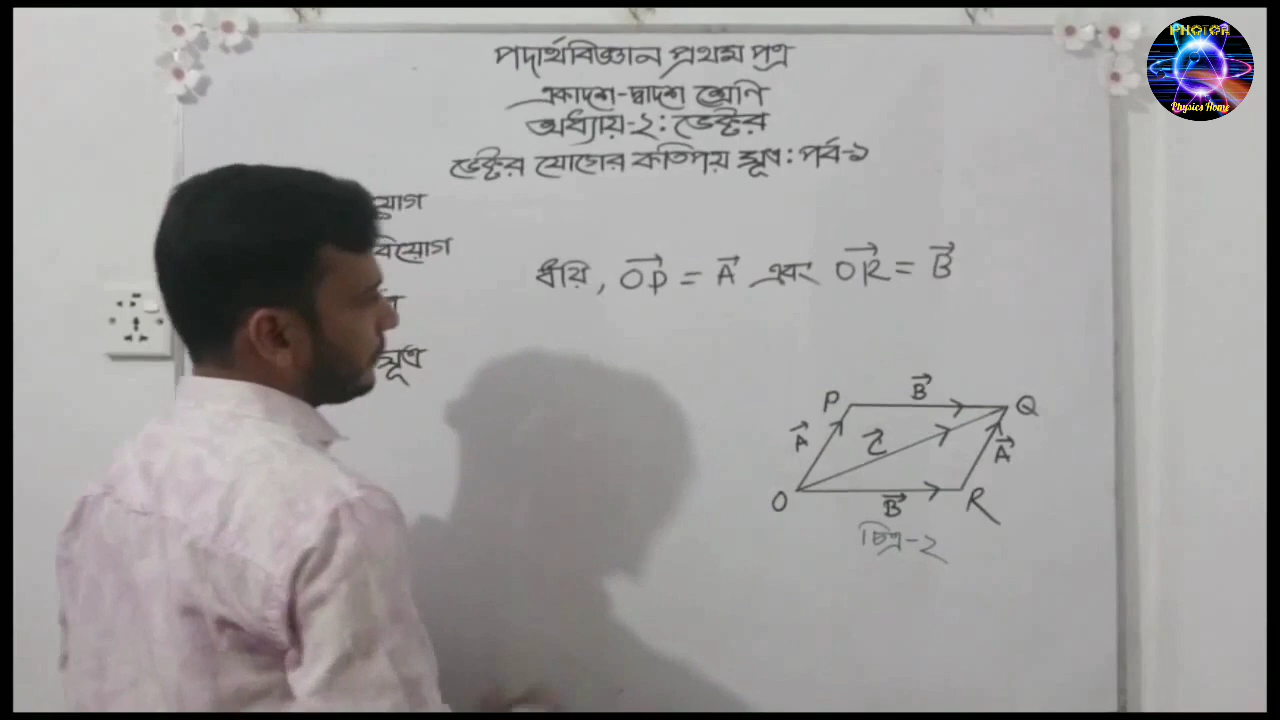 PHOTON
Physics Home
পদার্থবিজ্ঞান প্রথম পত্র
একাদশ-দ্বাদশ শ্রেণি
অধ্যায়-২: ভেক্টর
ভেক্টর যোগের কতিপয় সূত্র: পর্ব-১
যোগ
বিয়োগ
সূত্র
ধরি, OP⃗ = A⃗ এবং OR⃗ = B⃗
P B⃗ Q
A⃗ C⃗ A⃗
O B⃗ R
চিত্র-২